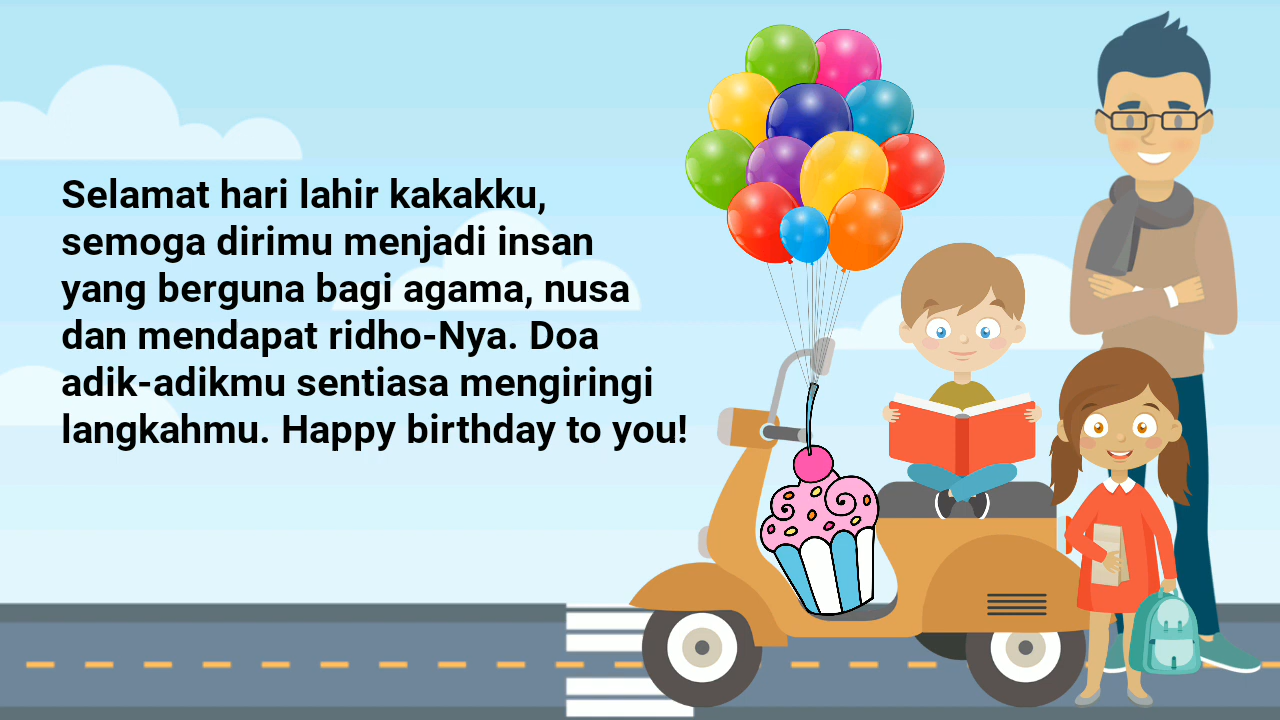 Selamat hari lahir kakakku,
semoga dirimu menjadi insan
yang berguna bagi agama, nusa
dan mendapat ridho-Nya. Doa
adik-adikmu sentiasa mengiringi
langkahmu. Happy birthday to you!